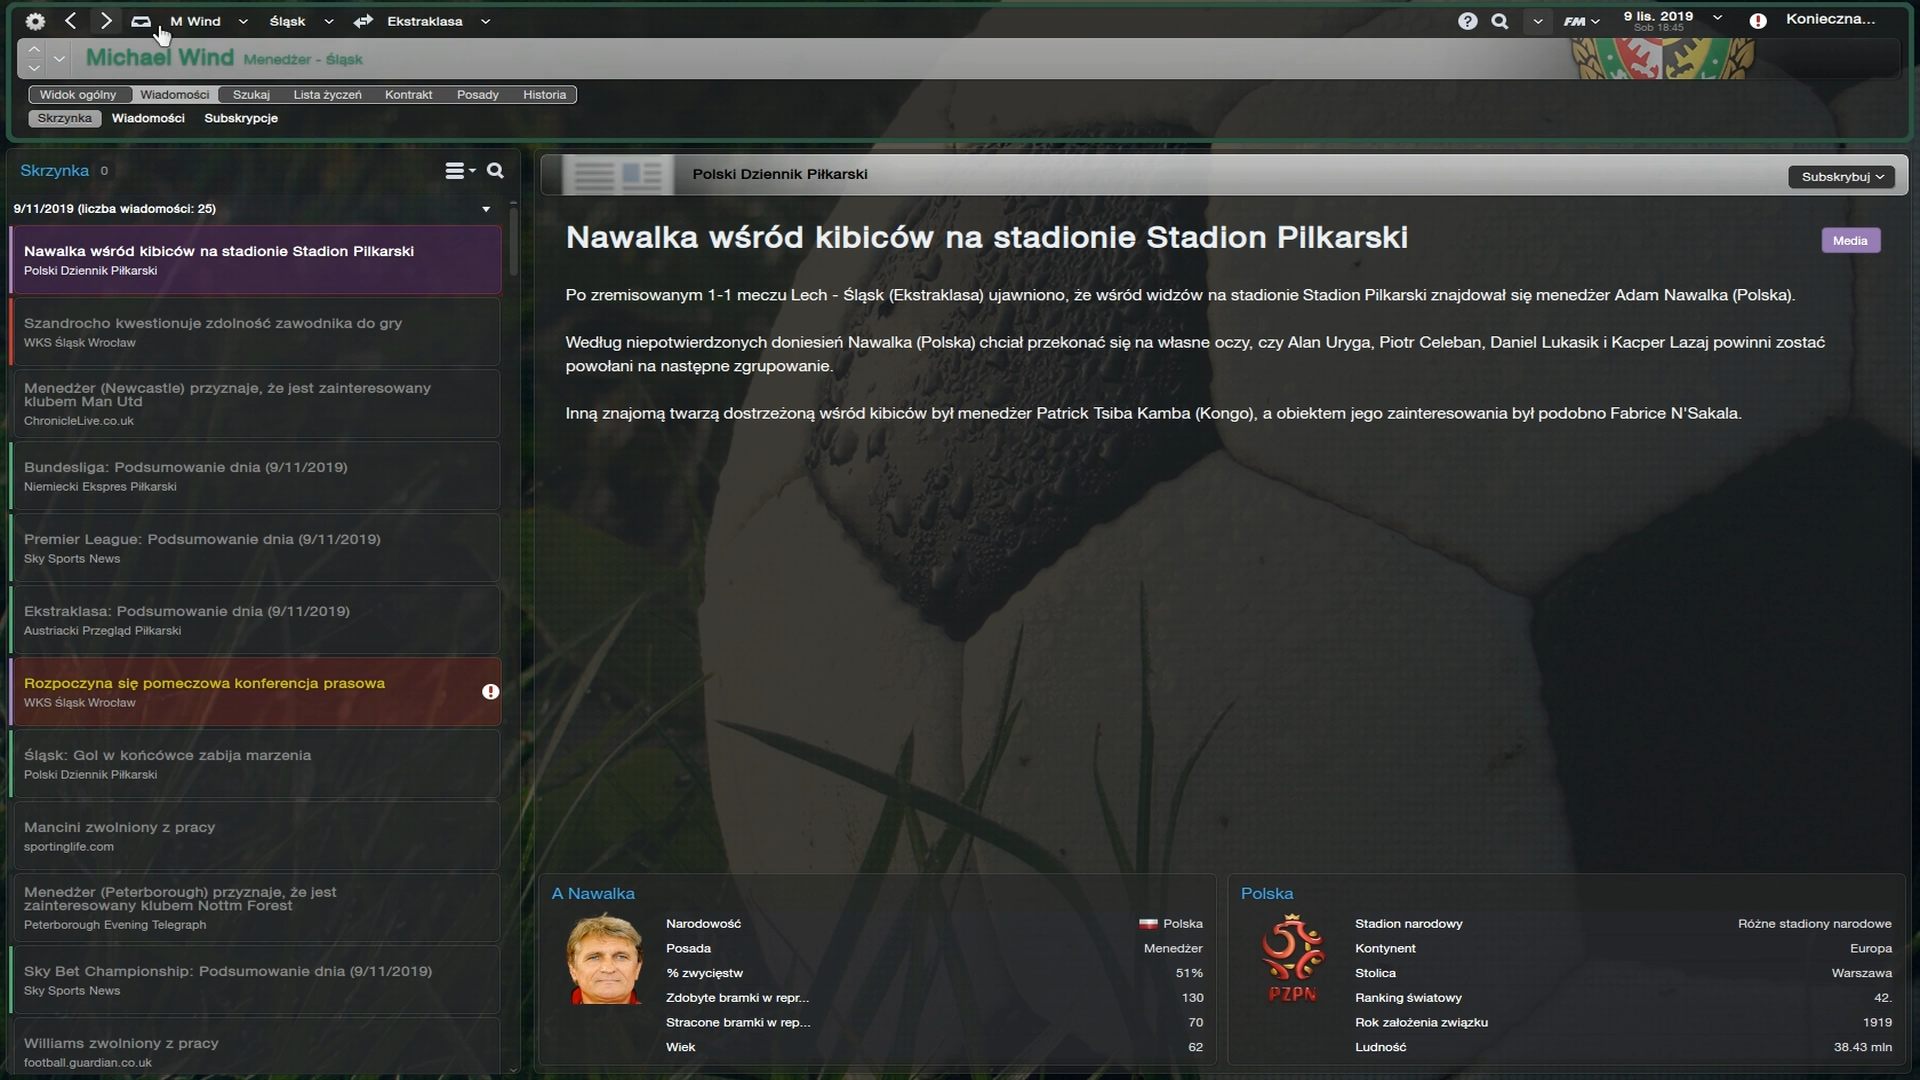 M Wind
Śląsk
Ekstraklasa
FM
9 lis. 2019
Sob 18:45
Konieczna...
Michael Wind Menedżer - Śląsk
Widok ogólny Wiadomości Szukaj Lista życzeń Kontrakt Posady Historia
Skrzynka Wiadomości Subskrypcje
Skrzynka 0
9/11/2019 (liczba wiadomości: 25)
Nawalka wśród kibiców na stadionie Stadion Pilkarski
Polski Dziennik Piłkarski
Szandrocho kwestionuje zdolność zawodnika do gry
WKS Śląsk Wrocław
Menedżer (Newcastle) przyznaje, że jest zainteresowany
klubem Man Utd
ChronicleLive.co.uk
Bundesliga: Podsumowanie dnia (9/11/2019)
Niemiecki Ekspres Piłkarski
Premier League: Podsumowanie dnia (9/11/2019)
Sky Sports News
Ekstraklasa: Podsumowanie dnia (9/11/2019)
Austriacki Przegląd Piłkarski
Rozpoczyna się pomeczowa konferencja prasowa
WKS Śląsk Wrocław
Śląsk: Gol w końcówce zabija marzenia
Polski Dziennik Piłkarski
Mancini zwolniony z pracy
sportinglife.com
Menedżer (Peterborough) przyznaje, że jest
zainteresowany klubem Nottm Forest
Peterborough Evening Telegraph
Sky Bet Championship: Podsumowanie dnia (9/11/2019)
Sky Sports News
Williams zwolniony z pracy
football.guardian.co.uk
Polski Dziennik Piłkarski
Subskrybuj
Nawalka wśród kibiców na stadionie Stadion Pilkarski
Media
Po zremisowanym 1-1 meczu Lech - Śląsk (Ekstraklasa) ujawniono, że wśród widzów na stadionie Stadion Pilkarski znajdował się menedżer Adam Nawalka (Polska).
Według niepotwierdzonych doniesień Nawalka (Polska) chciał przekonać się na własne oczy, czy Alan Uryga, Piotr Celeban, Daniel Lukasik i Kacper Lazaj powinni zostać
powołani na następne zgrupowanie.
Inną znajomą twarzą dostrzeżoną wśród kibiców był menedżer Patrick Tsiba Kamba (Kongo), a obiektem jego zainteresowania był podobno Fabrice N'Sakala.
A Nawalka
Narodowość Polska
Posada Menedżer
% zwycięstw 51%
Zdobyte bramki w repr... 130
Stracone bramki w rep... 70
Wiek 62
Polska
PZPN
Stadion narodowy Różne stadiony narodowe
Kontynent Europa
Stolica Warszawa
Ranking światowy 42.
Rok założenia związku 1919
Ludność 38.43 mln